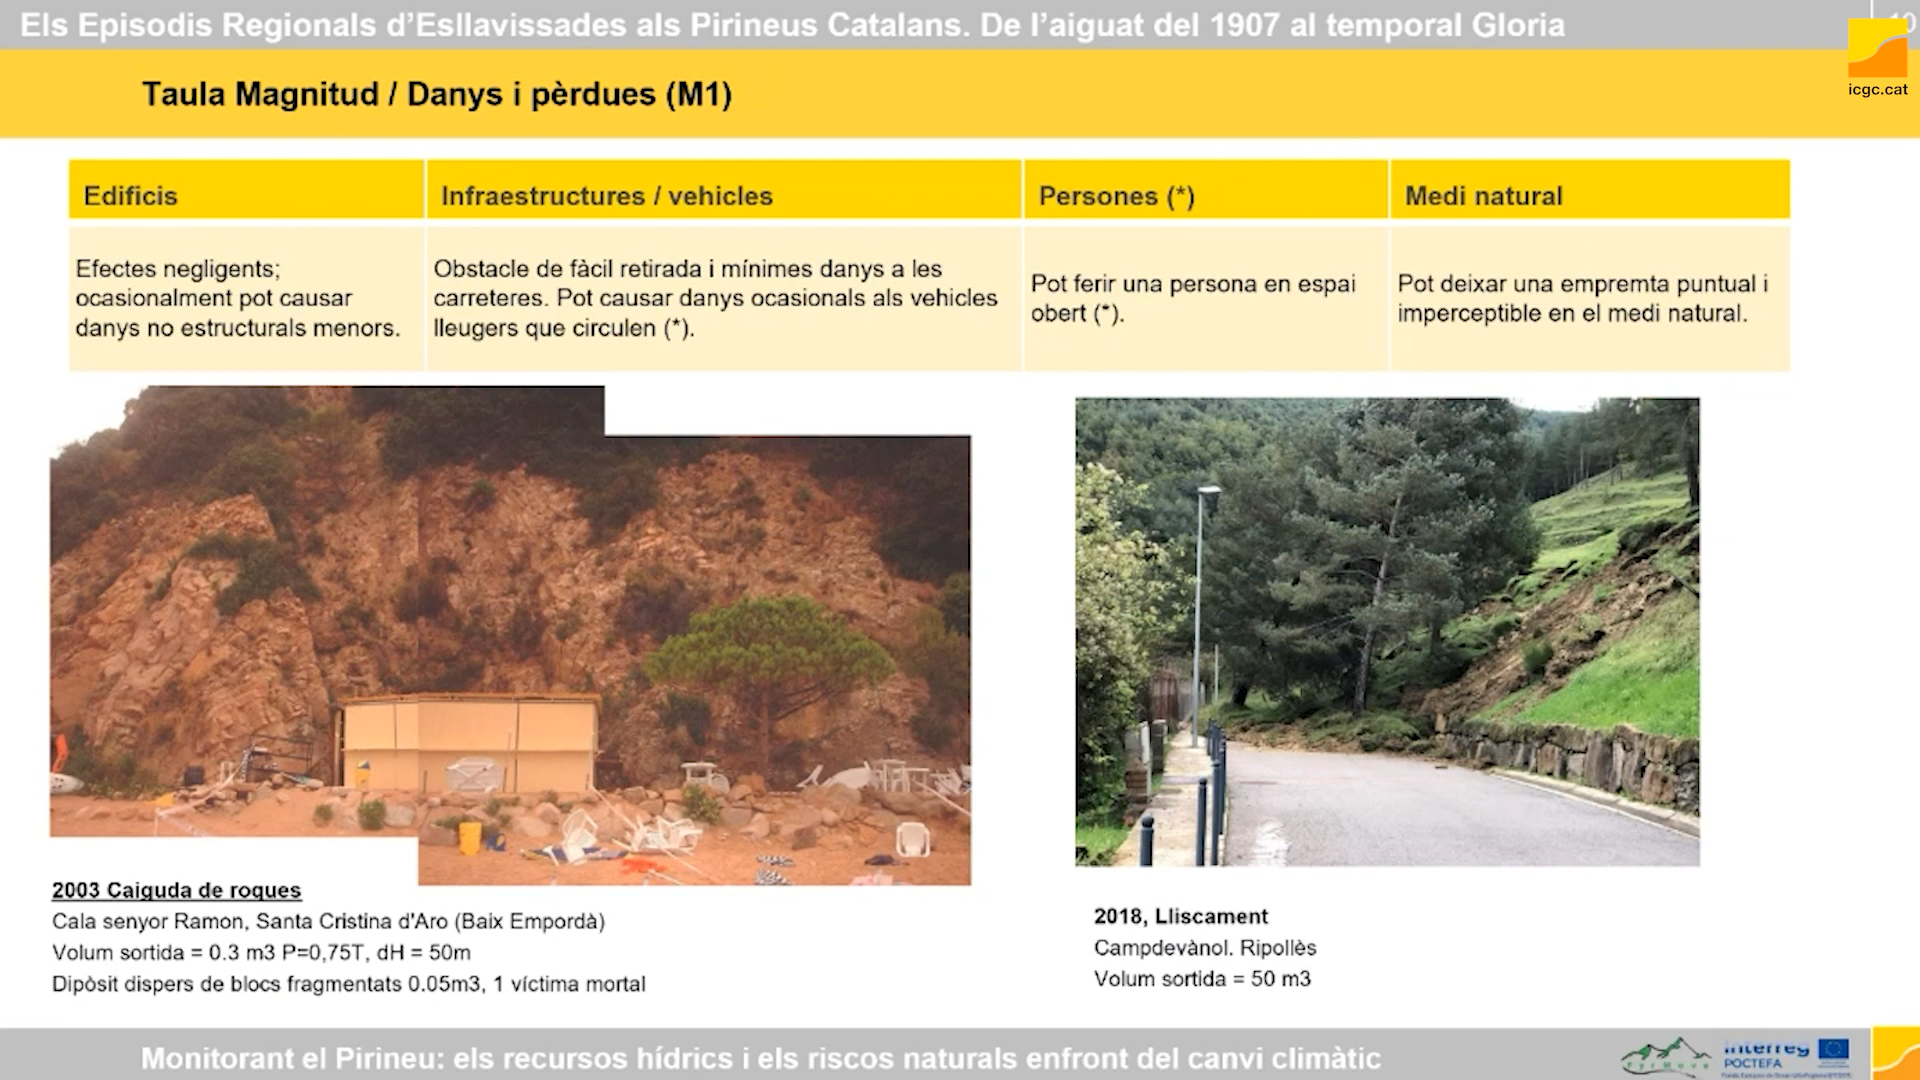 Els Episodis Regionals d’Esllavissades als Pirineus Catalans. De l’aiguat del 1907 al temporal Gloria
10
icgc.cat
Taula Magnitud / Danys i pèrdues (M1)
Edificis
Infraestructures / vehicles
Persones (*)
Medi natural
Efectes negligents;
ocasionalment pot causar
danys no estructurals menors.
Obstacle de fàcil retirada i mínimes danys a les
carreteres. Pot causar danys ocasionals als vehicles
lleugers que circulen (*).
Pot ferir una persona en espai
obert (*).
Pot deixar una empremta puntual i
imperceptible en el medi natural.
2003 Caiguda de roques
Cala senyor Ramon, Santa Cristina d'Aro (Baix Empordà)
Volum sortida = 0.3 m3 P=0,75T, dH = 50m
Dipòsit dispers de blocs fragmentats 0.05m3, 1 víctima mortal
2018, Lliscament
Campdevànol. Ripollès
Volum sortida = 50 m3
Monitorant el Pirineu: els recursos hídrics i els riscos naturals enfront del canvi climàtic
PyrMove
Interreg
POCTEFA